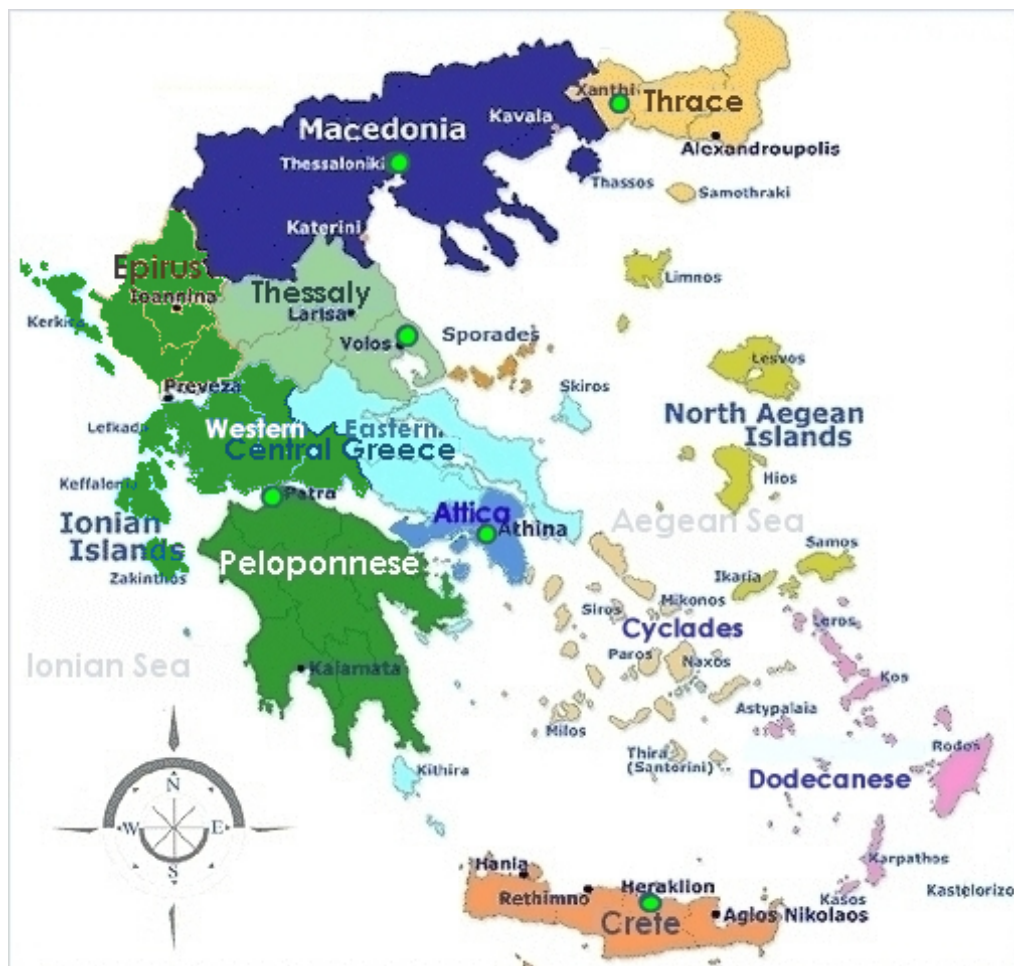 Xanthi
Thrace
Kavala
Macedonia
Alexandroupolis
Thessaloniki
Thassos
Samothraki
Katerini
Epirus
Limnos
Thessaly
Ioannina
Larisa
Kerkira
Volos
Sporades
Lesvos
Preveza
Skiros
North Aegean
Islands
Lefkada
Western
Eastern
Central Greece
Hios
Keffalonia
Patra
Attica
Aegean Sea
Ionian
Islands
Athina
Samos
Peloponnese
Zakinthos
Ikaria
Mikonos
Siros
Leros
Cyclades
Paros
Naxos
Ionian Sea
Kalamata
Kos
Astypalaia
Milos
Rodos
Thira
(Santorini)
Kithira
Dodecanese
N
W
E
S
Hania
Karpathos
Heraklion
Kastelorizo
Rethimno
Kasos
Crete
Agios Nikolaos